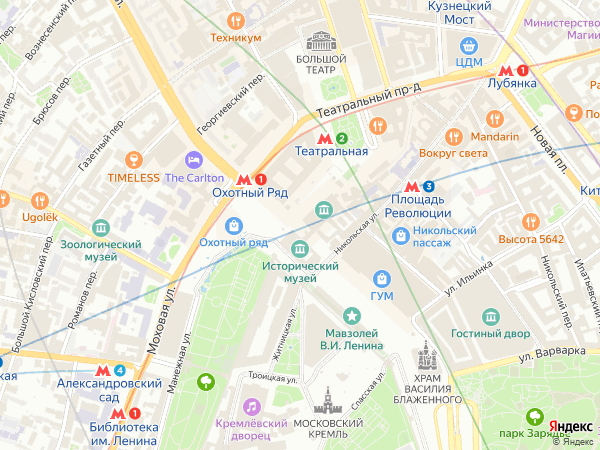 Кузнецкий
Мост
Вознесенский пер.
Техникум
БОЛЬШОЙ
ТЕАТР
ЦДМ
Министерство
Магии
1
Лубянка
Брюсов пер.
Георгиевский пер.
Театральный пр-д
Газетный пер.
2
Театральная
Mandarin
Вокруг света
Новая пл.
TIMELESS
The Carlton
1
Охотный Ряд
3
Площадь
Революции
Кит
Ugolёk
Зоологический
музей
Охотный ряд
Никольская ул.
Никольский
пассаж
Высота 5642
Исторический
музей
ГУМ
ул. Ильинка
Никольский пер.
Ипатьевский
Большой Кисловский пер.
Романов пер.
Моховая ул.
Манежная ул.
Житницкая ул.
Мавзолей
В.И. Ленина
Гостиный двор
ул. Варварка
4
ская
Александровский
сад
Троицкая ул.
Спасская ул.
ХРАМ
ВАСИЛИЯ
БЛАЖЕННОГО
1
Библиотека
им. Ленина
Кремлёвский
дворец
МОСКОВСКИЙ
КРЕМЛЬ
парк Зарядье
Яндекс